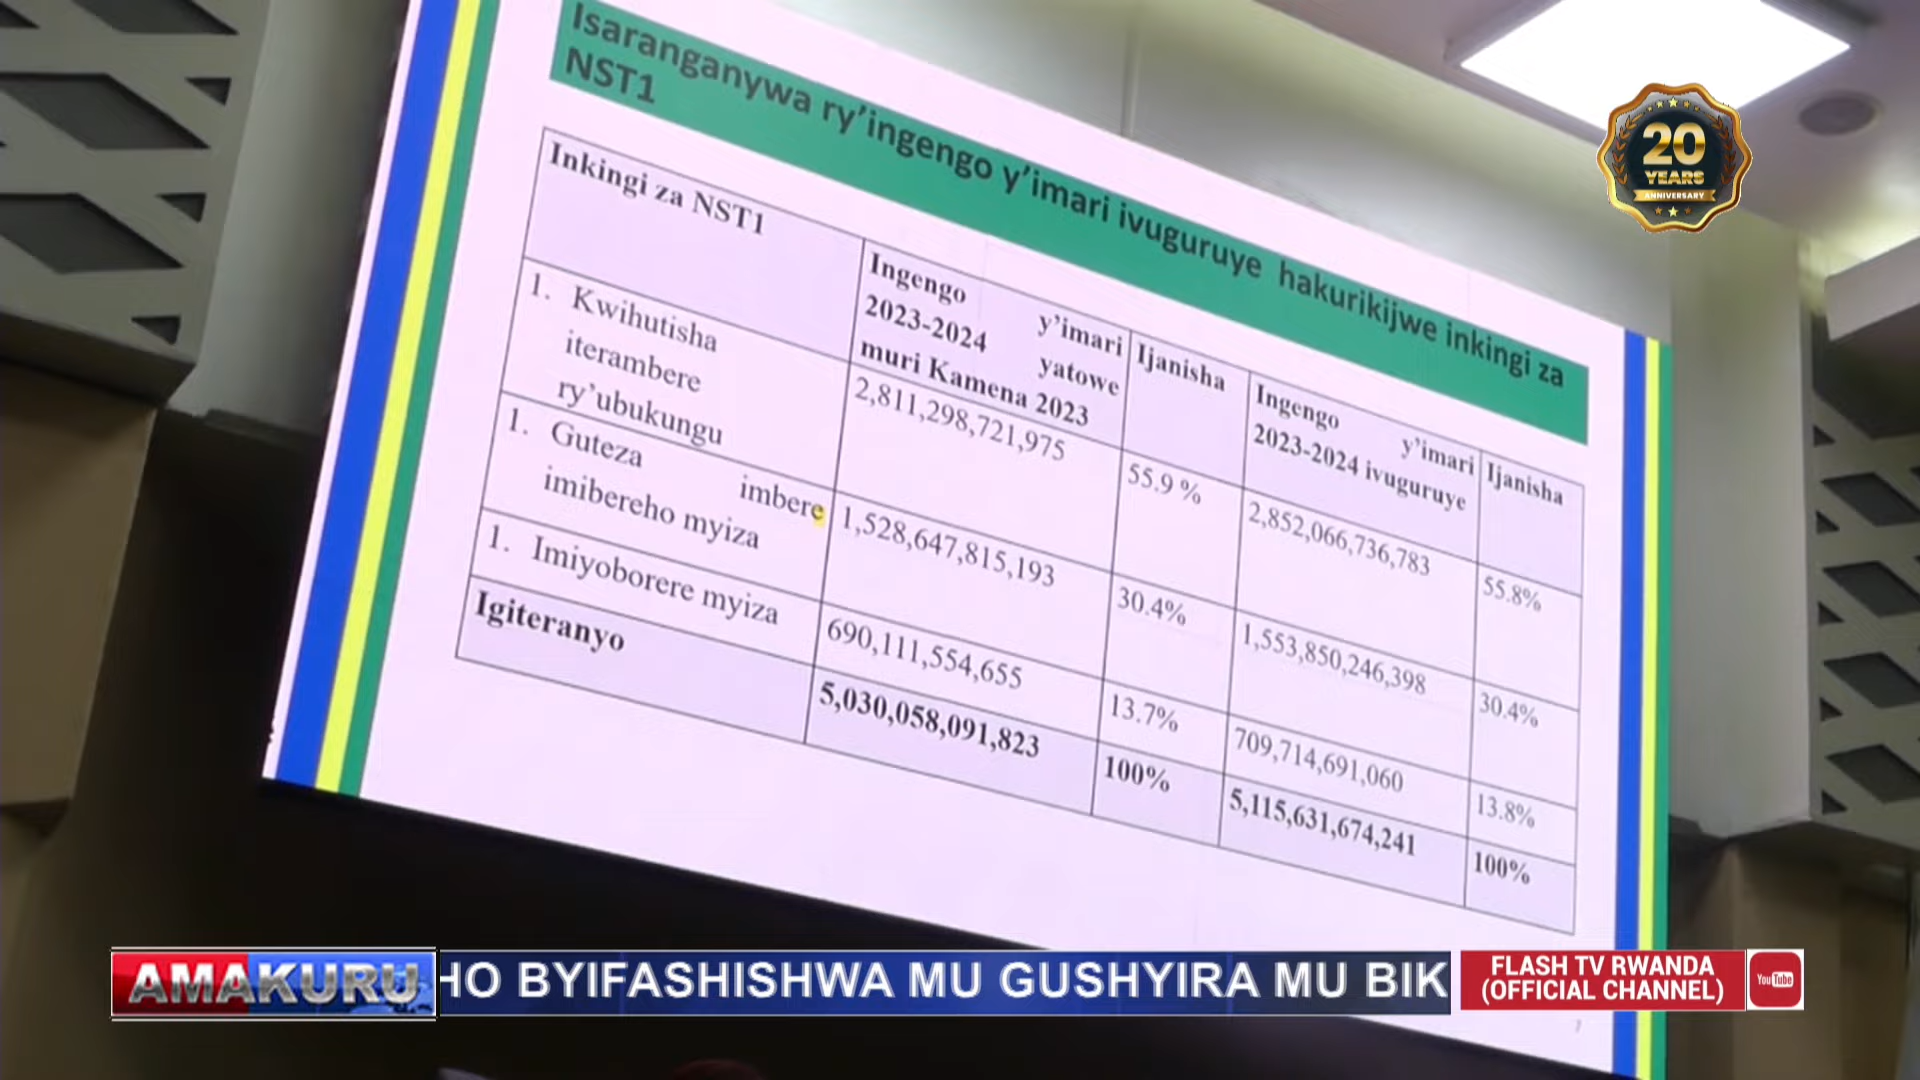 Isaranganywa ry'ingengo y'imari ivuguruye hakurikijwe inkingi za
NST1
20
YEARS
ANNIVERSARY
Inkingi za NST1
Ingengo y'imari
2023-2024 yatowe
muri Kamena 2023
Ijanisha
Ingengo y'imari
2023-2024 ivuguruye
Ijanisha
1. Kwihutisha
iterambere
ry'ubukungu
2,811,298,721,975
55.9 %
2,852,066,736,783
55.8%
1. Guteza imbere
imibereho myiza
1,528,647,815,193
30.4%
1,553,850,246,398
30.4%
1. Imiyoborere myiza
690,111,554,655
13.7%
709,714,691,060
13.8%
Igiteranyo
5,030,058,091,823
100%
5,115,631,674,241
100%
7
AMAKURU
HO BYIFASHISHWA MU GUSHYIRA MU BIK
FLASH TV RWANDA
(OFFICIAL CHANNEL)
YouTube